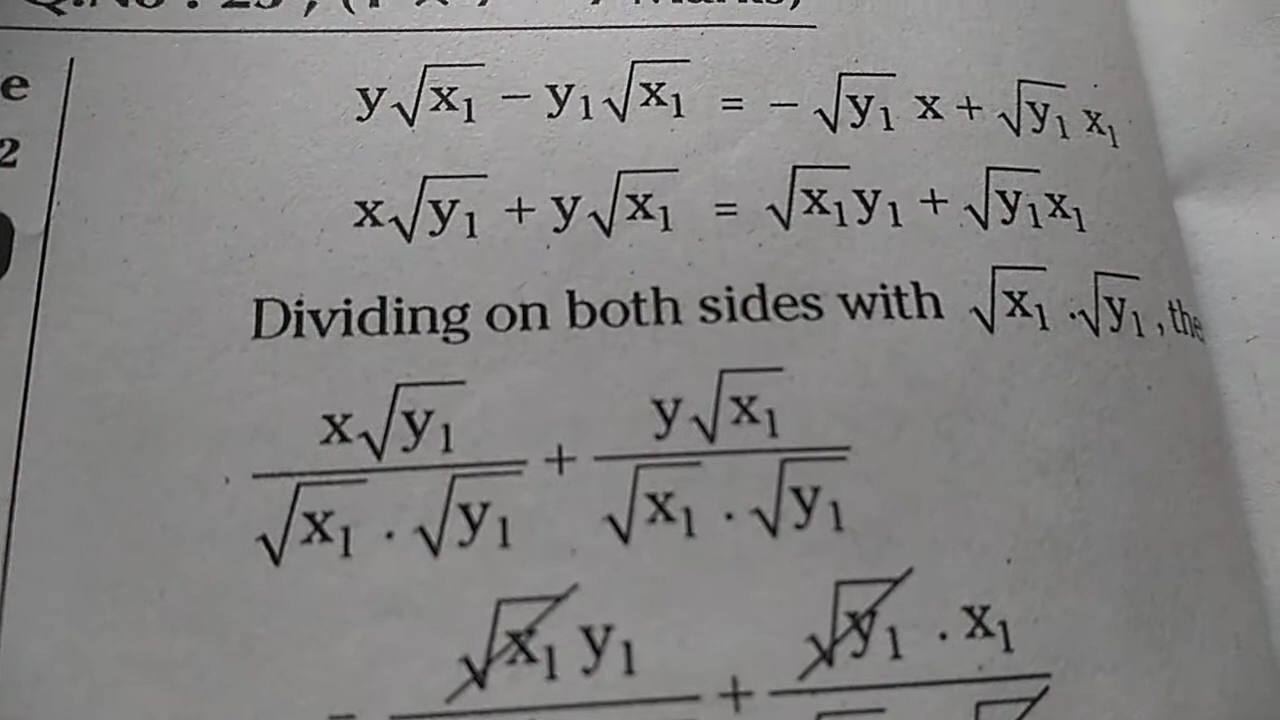 e
2
y√x₁ − y₁√x₁ = −√y₁ x + √y₁ x₁
x√y₁ + y√x₁ = √x₁y₁ + √y₁x₁
Dividing on both sides with √x₁ . √y₁ , the
x√y₁ / √x₁ . √y₁ + y√x₁ / √x₁ . √y₁
√x₁ y₁ + √y₁ . x₁